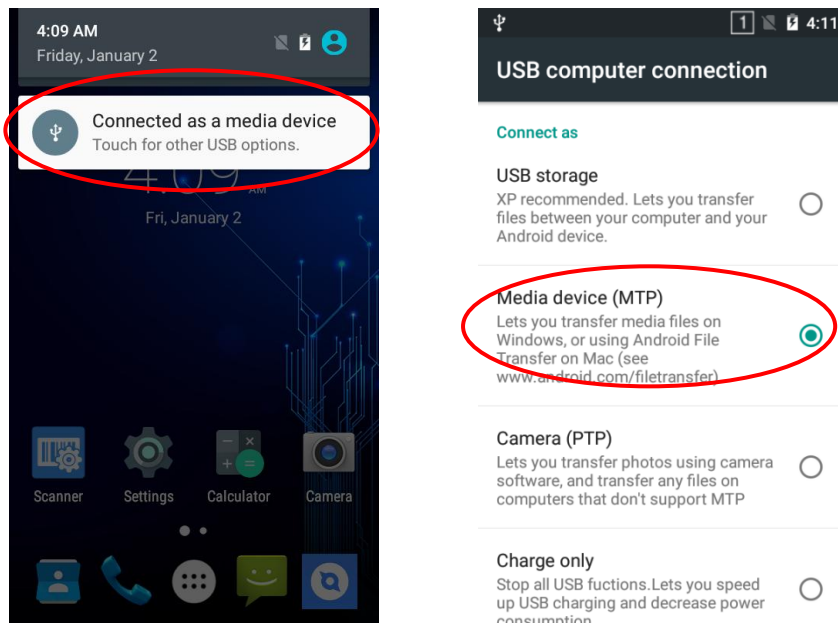 4:09 AM
Friday, January 2
Connected as a media device
Touch for other USB options.
4:09 AM
Fri, January 2
Scanner
Settings
Calculator
Camera
1
4:11
USB computer connection
Connect as
USB storage
XP recommended. Lets you transfer
files between your computer and your
Android device.
Media device (MTP)
Lets you transfer media files on
Windows, or using Android File
Transfer on Mac (see
www.android.com/filetransfer)
Camera (PTP)
Lets you transfer photos using camera
software, and transfer any files on
computers that don't support MTP
Charge only
Stop all USB fuctions.Lets you speed
up USB charging and decrease power
consumption